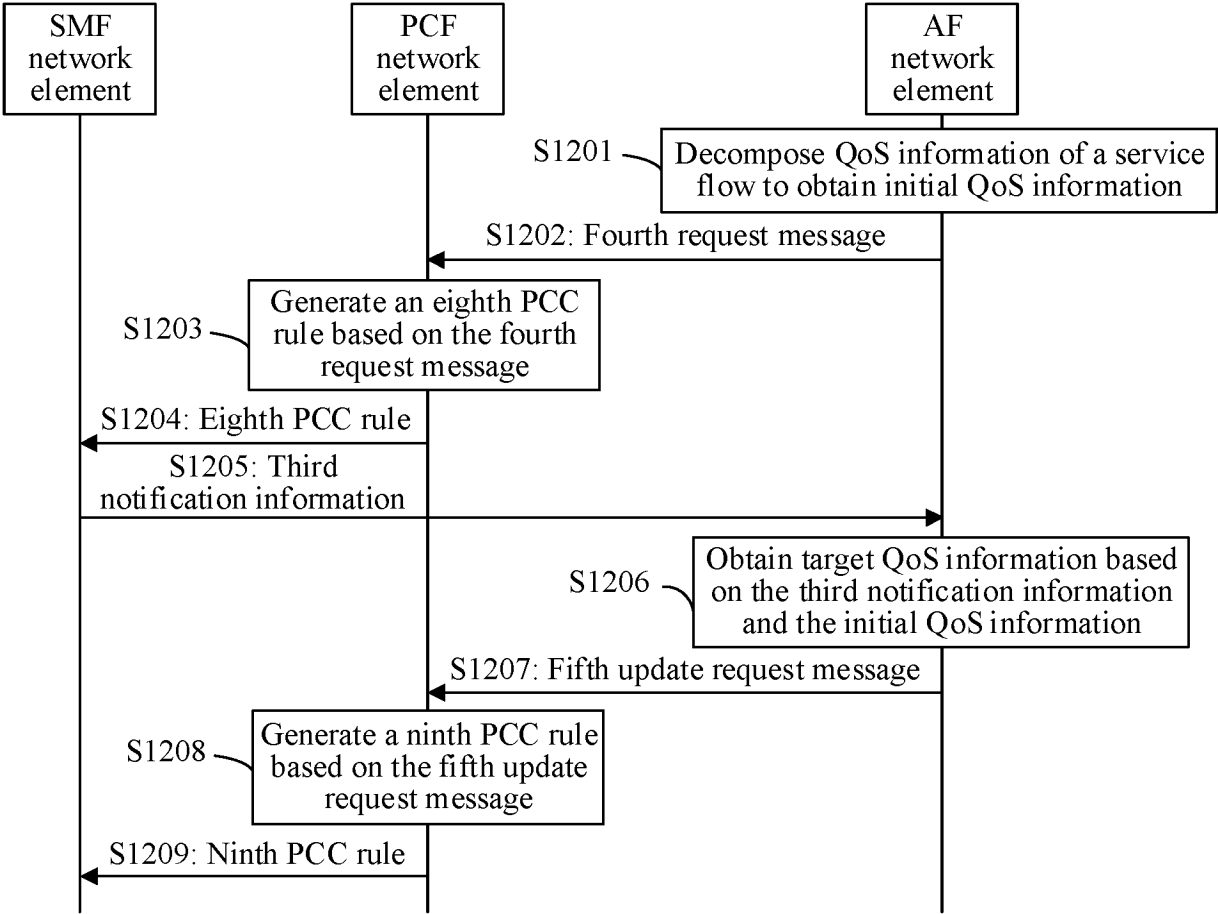 SMF
network
element
PCF
network
element
AF
network
element
S1201
Decompose QoS information of a service
flow to obtain initial QoS information
S1202: Fourth request message
S1203
Generate an eighth PCC
rule based on the fourth
request message
S1204: Eighth PCC rule
S1205: Third
notification information
S1206
Obtain target QoS information based
on the third notification information
and the initial QoS information
S1207: Fifth update request message
S1208
Generate a ninth PCC rule
based on the fifth update
request message
S1209: Ninth PCC rule